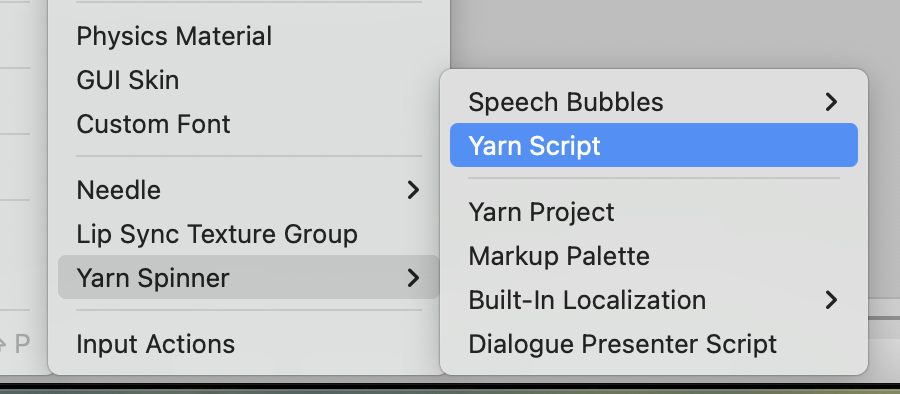 Physics Material
GUI Skin
Custom Font
Needle
Lip Sync Texture Group
Yarn Spinner
Input Actions
P
Speech Bubbles
Yarn Script
Yarn Project
Markup Palette
Built-In Localization
Dialogue Presenter Script